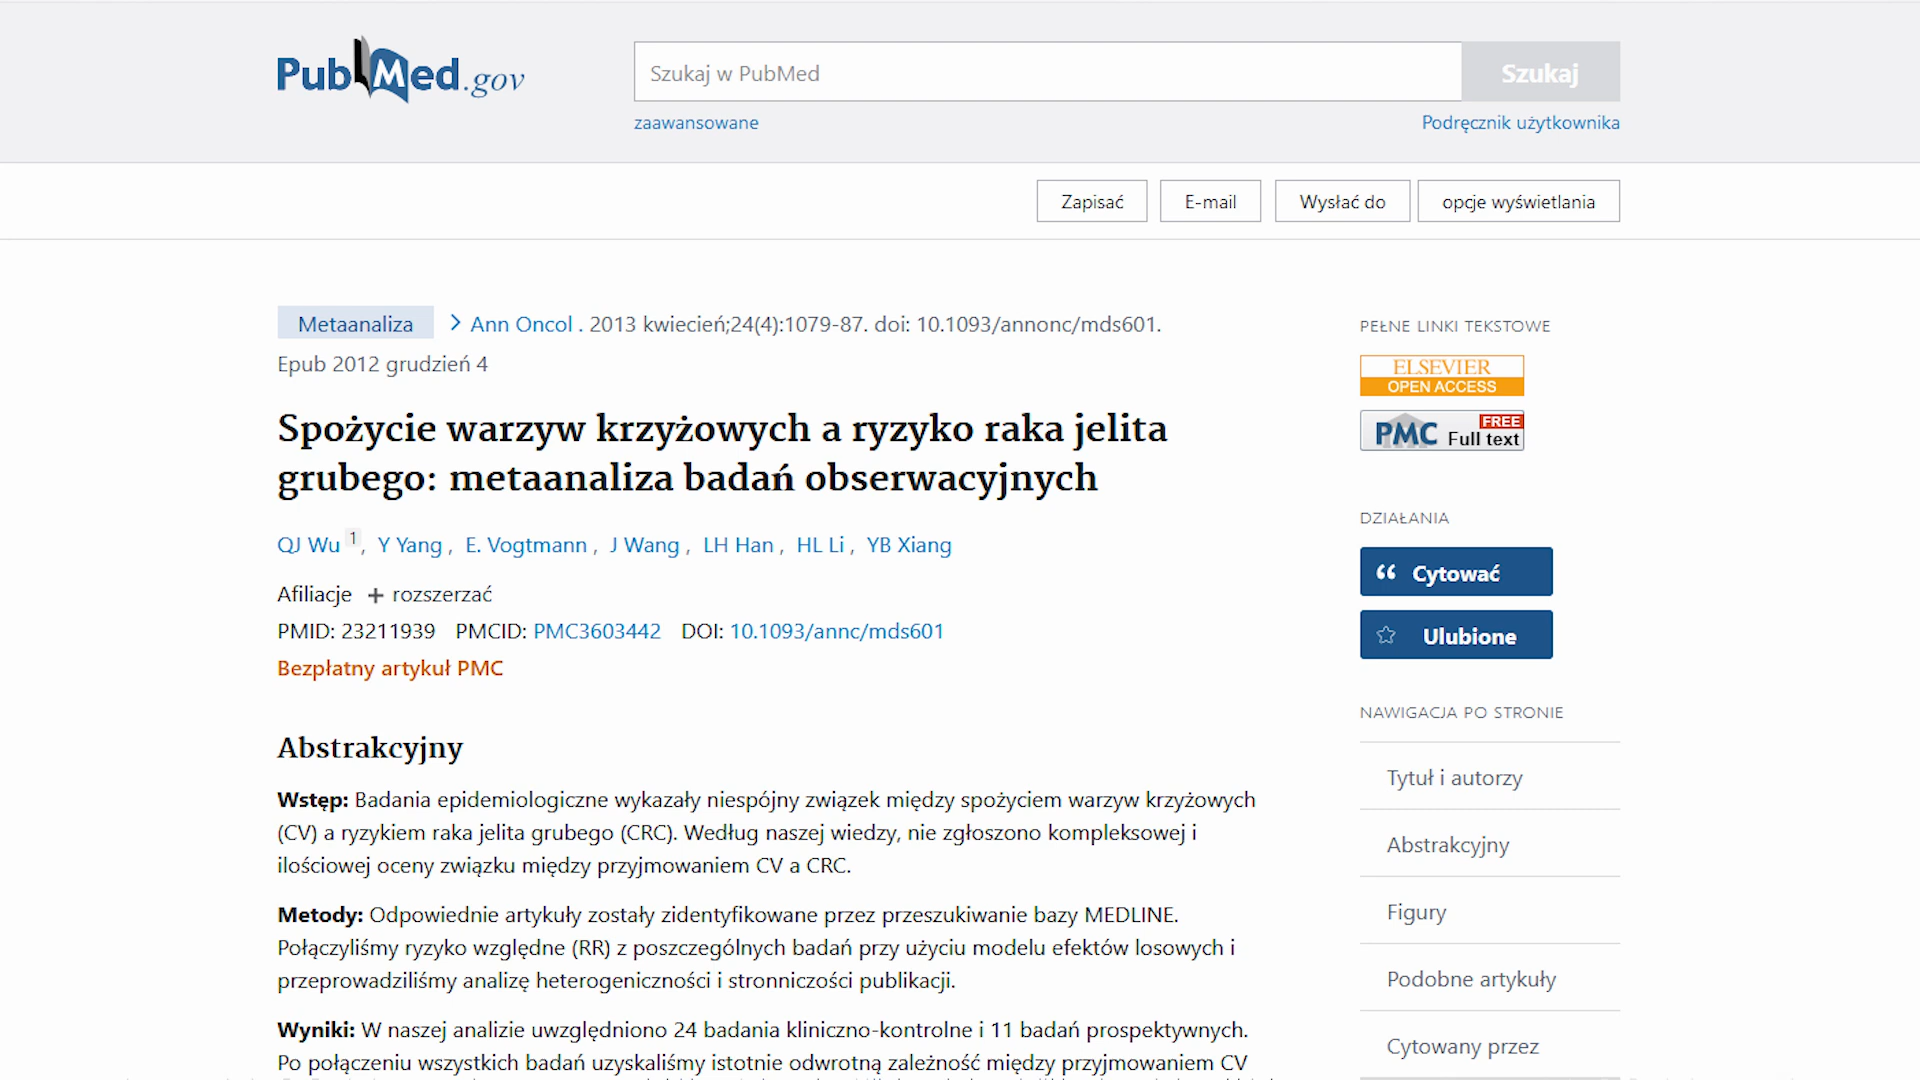 PubMed.gov
Szukaj w PubMed
Szukaj
zaawansowane
Podręcznik użytkownika
Zapisać
E-mail
Wysłać do
opcje wyświetlania
Metaanaliza > Ann Oncol . 2013 kwiecień;24(4):1079-87. doi: 10.1093/annonc/mds601.
Epub 2012 grudzień 4
Spożycie warzyw krzyżowych a ryzyko raka jelita
grubego: metaanaliza badań obserwacyjnych
QJ Wu 1, Y Yang , E. Vogtmann , J Wang , LH Han , HL Li , YB Xiang
Afiliacje + rozszerzać
PMID: 23211939 PMCID: PMC3603442 DOI: 10.1093/annc/mds601
Bezpłatny artykuł PMC
Abstrakcyjny
Wstęp: Badania epidemiologiczne wykazały niespójny związek między spożyciem warzyw krzyżowych
(CV) a ryzykiem raka jelita grubego (CRC). Według naszej wiedzy, nie zgłoszono kompleksowej i
ilościowej oceny związku między przyjmowaniem CV a CRC.
Metody: Odpowiednie artykuły zostały zidentyfikowane przez przeszukiwanie bazy MEDLINE.
Połączyliśmy ryzyko względne (RR) z poszczególnych badań przy użyciu modelu efektów losowych i
przeprowadziliśmy analizę heterogeniczności i stronniczości publikacji.
Wyniki: W naszej analizie uwzględniono 24 badania kliniczno-kontrolne i 11 badań prospektywnych.
Po połączeniu wszystkich badań uzyskaliśmy istotnie odwrotną zależność między przyjmowaniem CV
PEŁNE LINKI TEKSTOWE
ELSEVIER
OPEN ACCESS
PMC FREE
Full text
DZIAŁANIA
Cytować
Ulubione
NAWIGACJA PO STRONIE
Tytuł i autorzy
Abstrakcyjny
Figury
Podobne artykuły
Cytowany przez